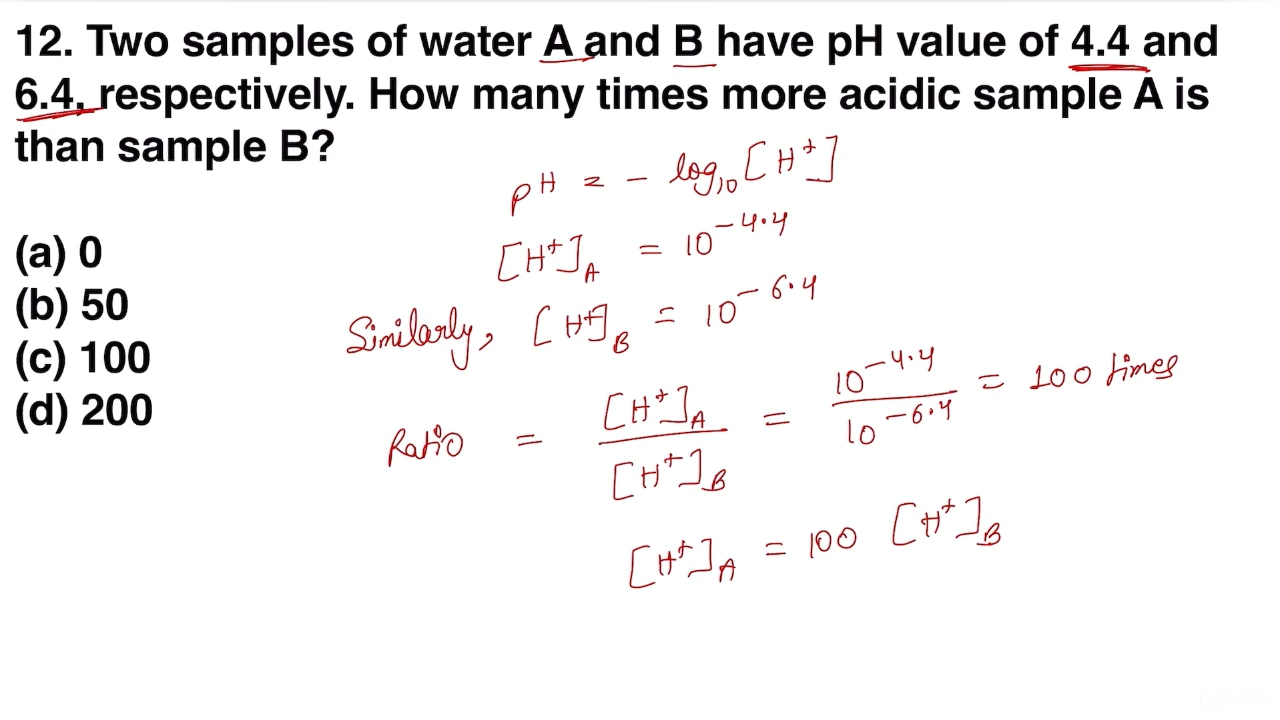 12. Two samples of water A and B have pH value of 4.4 and
6.4, respectively. How many times more acidic sample A is
than sample B?
pH = - log₁₀ [H⁺]
(a) 0
[H⁺]A = 10^-4.4
(b) 50
Similarly, [H⁺]B = 10^-6.4
(c) 100
(d) 200
Ratio = [H⁺]A / [H⁺]B = 10^-4.4 / 10^-6.4 = 100 times
[H⁺]A = 100 [H⁺]B